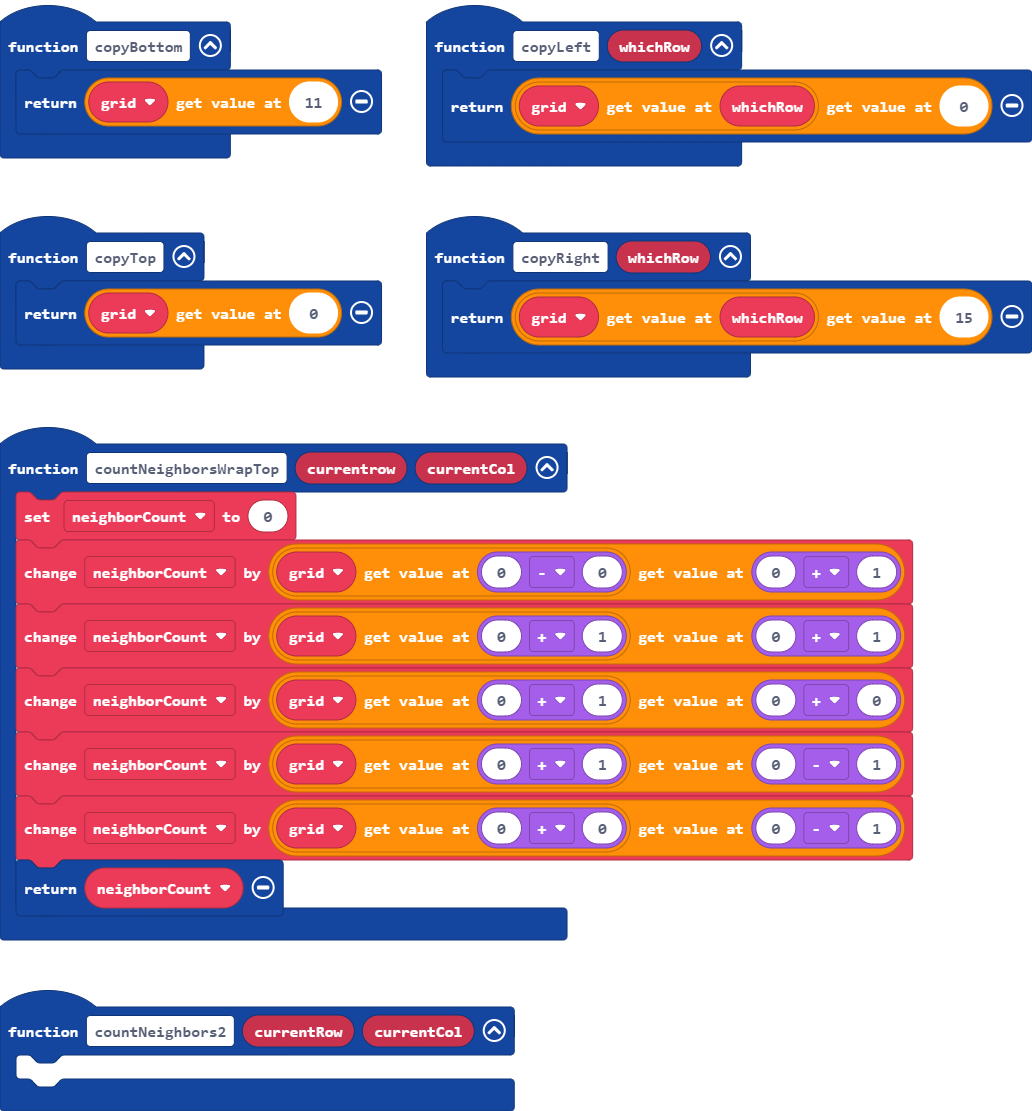 function copyBottom
return grid get value at 11
function copyLeft whichRow
return grid get value at whichRow get value at 0
function copyTop
return grid get value at 0
function copyRight whichRow
return grid get value at whichRow get value at 15
function countNeighborsWrapTop currentrow currentCol
set neighborCount to 0
change neighborCount by grid get value at 0 - 0 get value at 0 + 1
change neighborCount by grid get value at 0 + 1 get value at 0 + 1
change neighborCount by grid get value at 0 + 1 get value at 0 + 0
change neighborCount by grid get value at 0 + 1 get value at 0 - 1
change neighborCount by grid get value at 0 + 0 get value at 0 - 1
return neighborCount
function countNeighbors2 currentRow currentCol